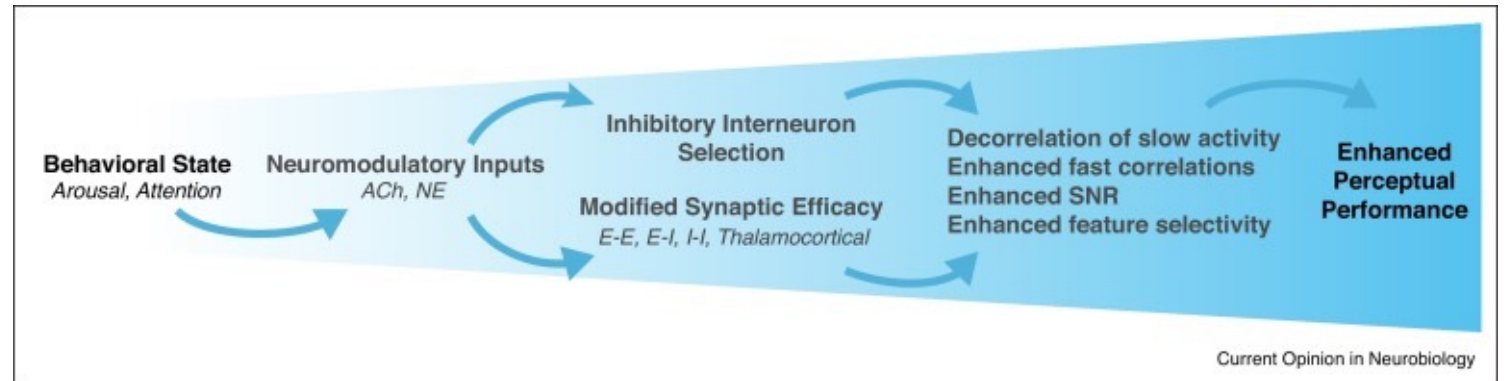 Behavioral State
Arousal, Attention
Neuromodulatory Inputs
ACh, NE
Inhibitory Interneuron
Selection
Modified Synaptic Efficacy
E-E, E-I, I-I, Thalamocortical
Decorrelation of slow activity
Enhanced fast correlations
Enhanced SNR
Enhanced feature selectivity
Enhanced
Perceptual
Performance
Current Opinion in Neurobiology